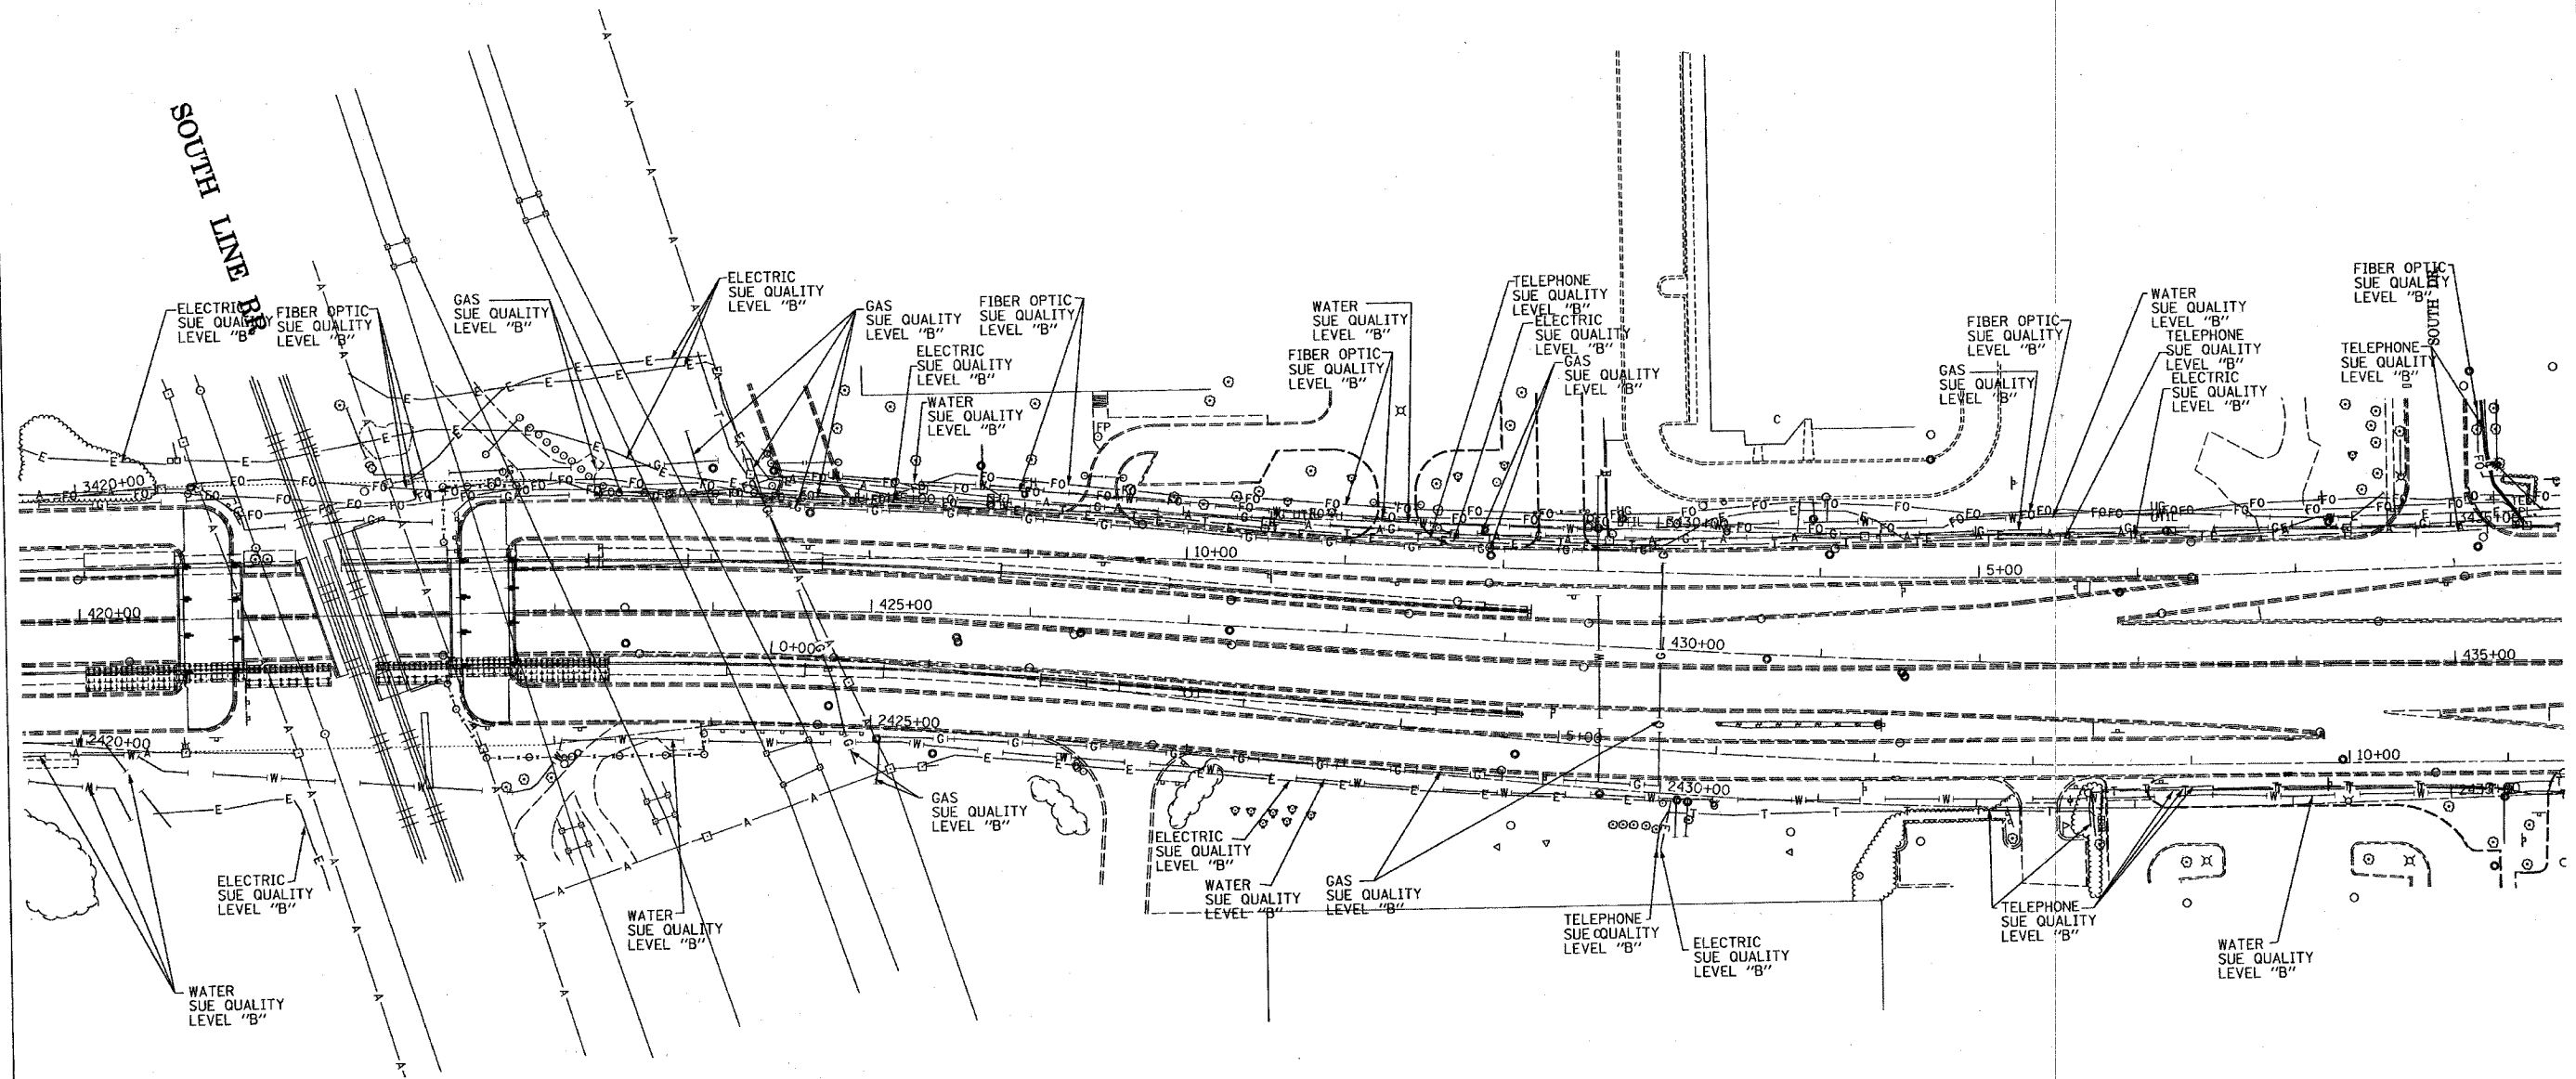 SOUTH LINE RR
ELECTRIC
SUE QUALITY
LEVEL "B"
FIBER OPTIC
SUE QUALITY
LEVEL "B"
GAS
SUE QUALITY
LEVEL "B"
ELECTRIC
SUE QUALITY
LEVEL "B"
GAS
SUE QUALITY
LEVEL "B"
ELECTRIC
SUE QUALITY
LEVEL "B"
WATER
SUE QUALITY
LEVEL "B"
FIBER OPTIC
SUE QUALITY
LEVEL "B"
WATER
SUE QUALITY
LEVEL "B"
FIBER OPTIC
SUE QUALITY
LEVEL "B"
TELEPHONE
SUE QUALITY
LEVEL "B"
ELECTRIC
SUE QUALITY
LEVEL "B"
GAS
SUE QUALITY
LEVEL "B"
FIBER OPTIC
SUE QUALITY
LEVEL "B"
GAS
SUE QUALITY
LEVEL "B"
WATER
SUE QUALITY
LEVEL "B"
TELEPHONE
SUE QUALITY
LEVEL "B"
ELECTRIC
SUE QUALITY
LEVEL "B"
FIBER OPTIC
SUE QUALITY
LEVEL "B"
TELEPHONE
SUE QUALITY
LEVEL "B"
SOUTH DR
FP
C
3420+00
10+00
5+00
420+00
425+00
0+00
430+00
435+00
2420+00
2425+00
5+00
10+00
2430+00
ELECTRIC
SUE QUALITY
LEVEL "B"
WATER
SUE QUALITY
LEVEL "B"
WATER
SUE QUALITY
LEVEL "B"
GAS
SUE QUALITY
LEVEL "B"
ELECTRIC
SUE QUALITY
LEVEL "B"
WATER
SUE QUALITY
LEVEL "B"
GAS
SUE QUALITY
LEVEL "B"
TELEPHONE
SUE QUALITY
LEVEL "B"
ELECTRIC
SUE QUALITY
LEVEL "B"
TELEPHONE
SUE QUALITY
LEVEL "B"
WATER
SUE QUALITY
LEVEL "B"